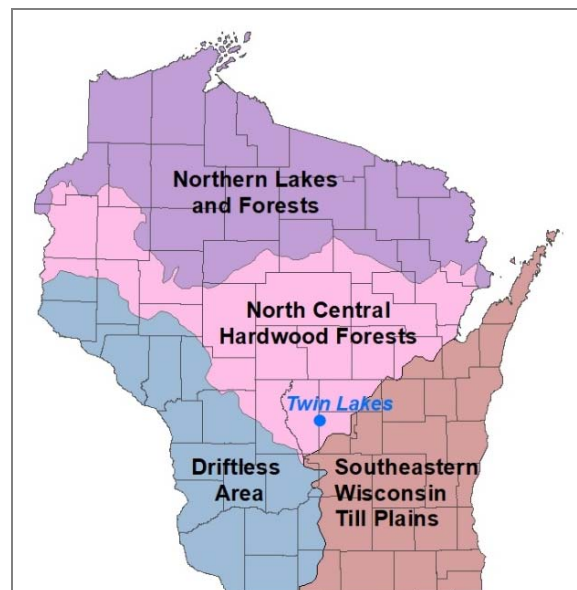 Northern Lakes
and Forests
North Central
Hardwood Forests
Twin Lakes
Driftless
Area
Southeastern
Wisconsin
Till Plains